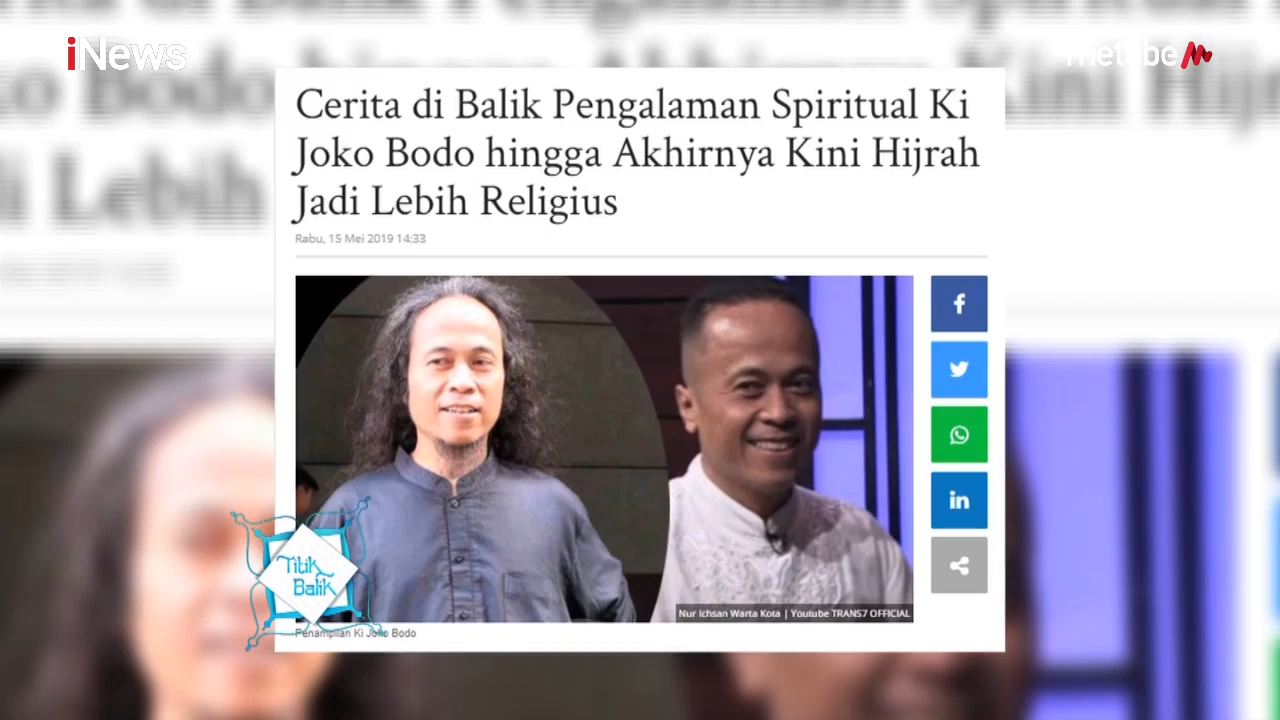 iNews
metube
Cerita di Balik Pengalaman Spiritual Ki
Joko Bodo hingga Akhirnya Kini Hijrah
Jadi Lebih Religius
Rabu, 15 Mei 2019 14:33
Nur Ichsan Warta Kota | Youtube TRANS7 OFFICIAL
Titik
Balik
Penampilan Ki Joko Bodo